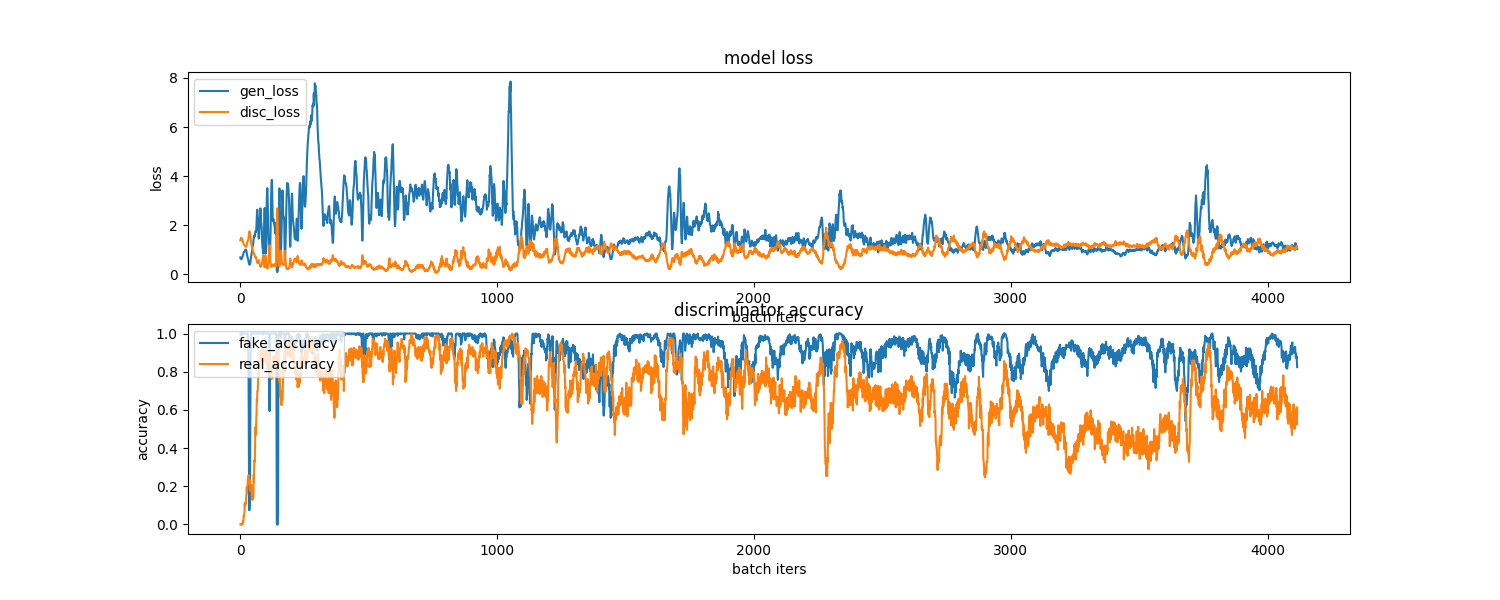 model loss
gen_loss
disc_loss
loss
8
6
4
2
0
0 1000 2000 3000 4000
batch iters
discriminator accuracy
fake_accuracy
real_accuracy
accuracy
1.0
0.8
0.6
0.4
0.2
0.0
0 1000 2000 3000 4000
batch iters